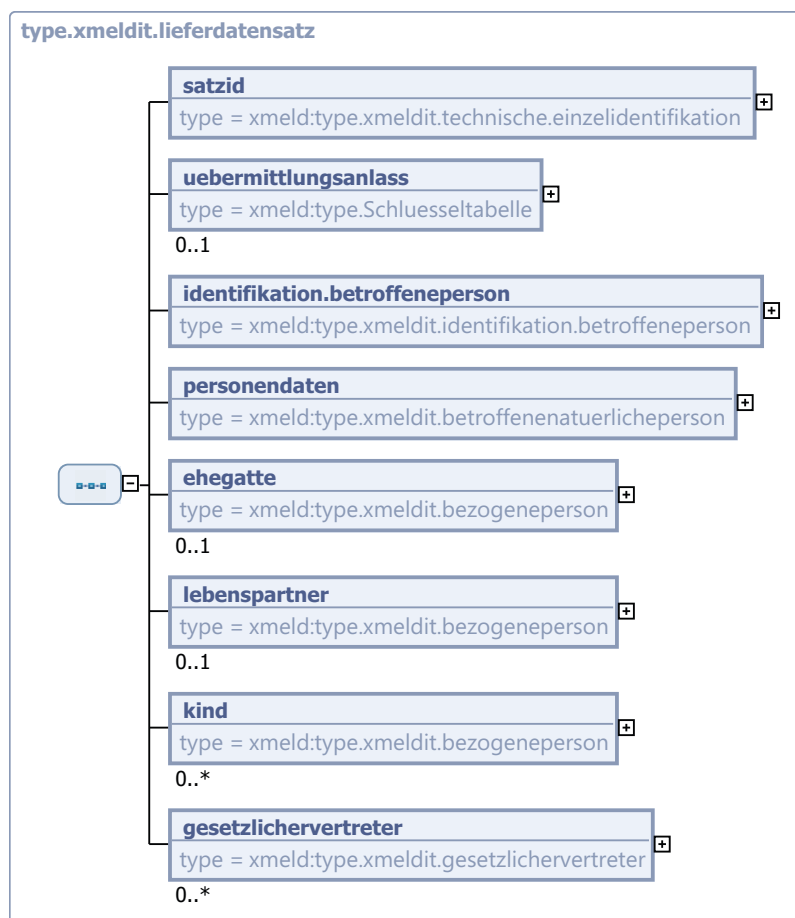 type.xmeldit.lieferdatensatz
satzid
type = xmeld:type.xmeldit.technische.einzelidentifikation
uebermittlungsanlass
type = xmeld:type.Schluesseltabelle
0..1
identifikation.betroffeneperson
type = xmeld:type.xmeldit.identifikation.betroffeneperson
personendaten
type = xmeld:type.xmeldit.betroffenenatuerlicheperson
ehegatte
type = xmeld:type.xmeldit.bezogeneperson
0..1
lebenspartner
type = xmeld:type.xmeldit.bezogeneperson
0..1
kind
type = xmeld:type.xmeldit.bezogeneperson
0..*
gesetzlichervertreter
type = xmeld:type.xmeldit.gesetzlichervertreter
0..*